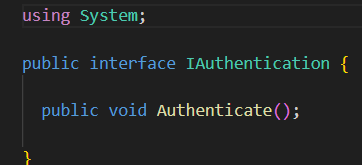 using System;
public interface IAuthentication {
public void Authenticate();
}